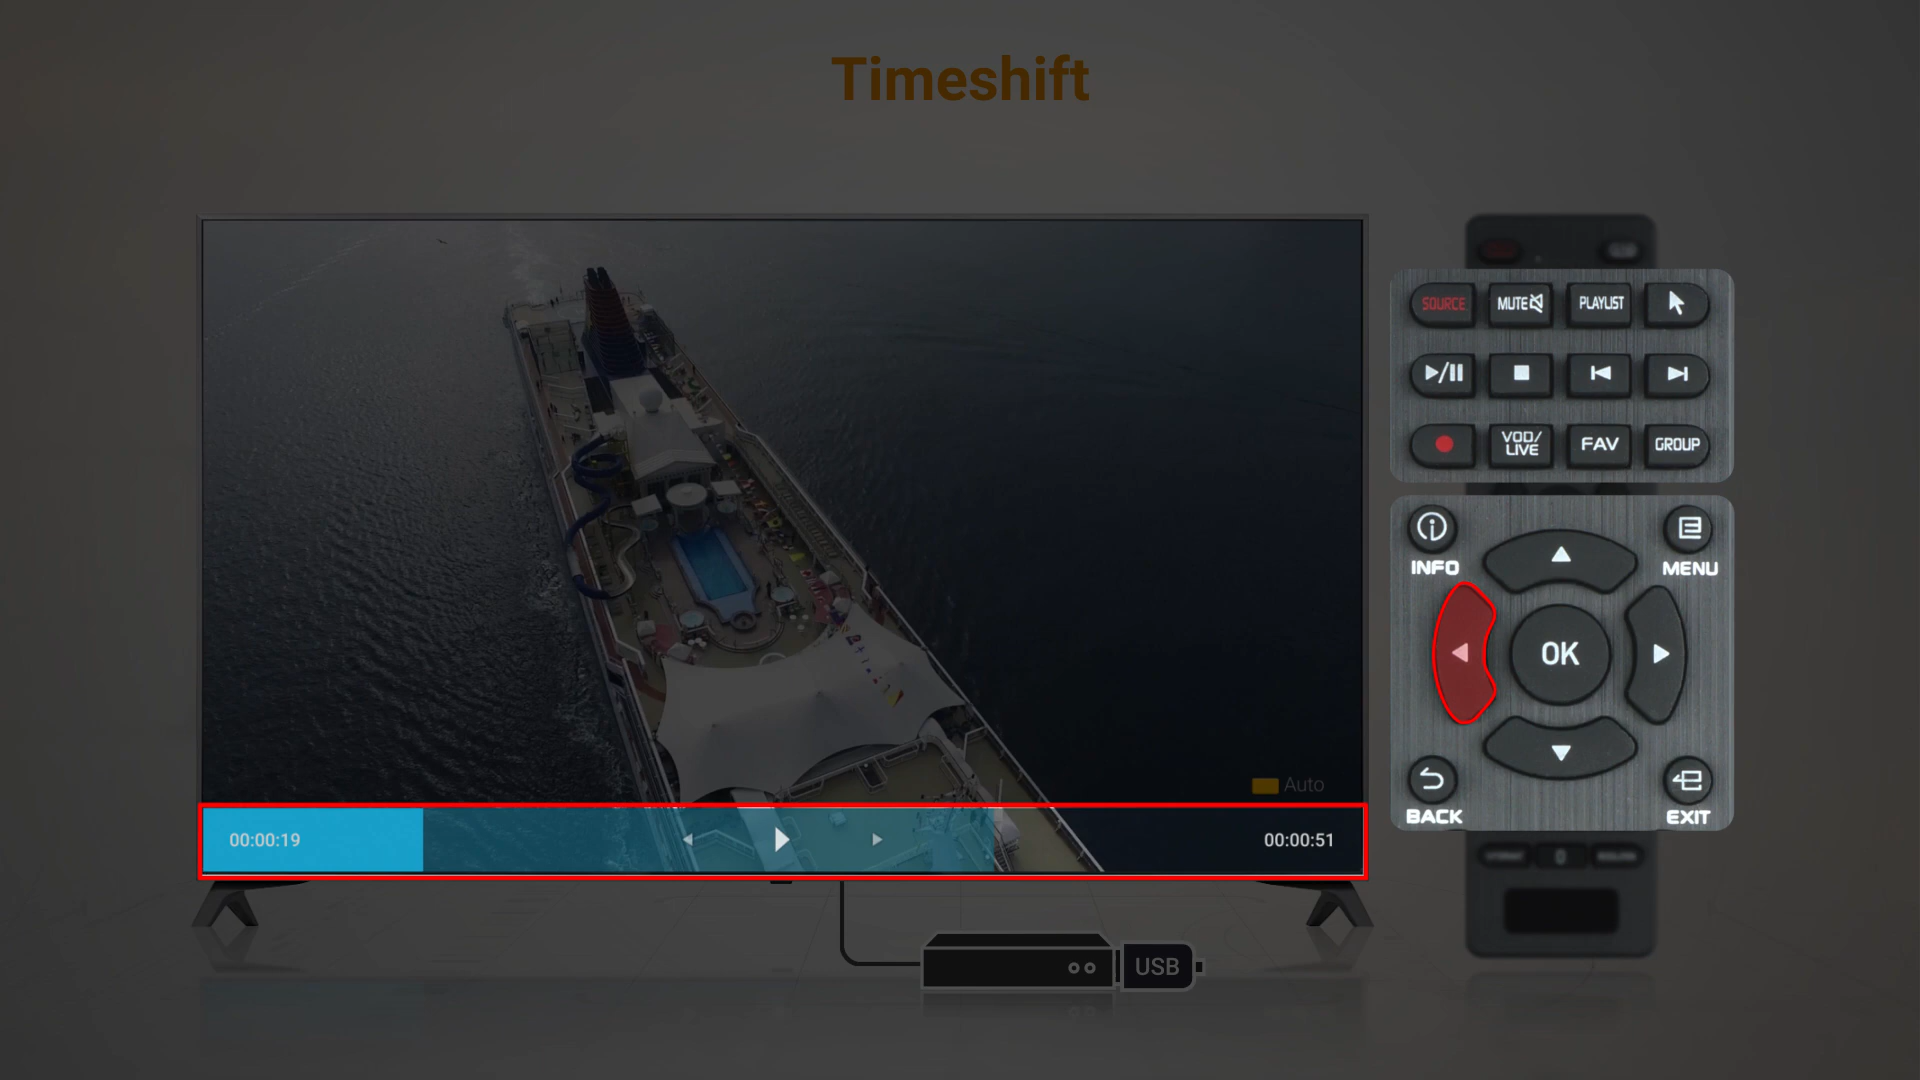 Timeshift
SOURCE MUTE PLAYLIST
VOD/
LIVE
FAV GROUP
INFO MENU
OK
BACK EXIT
Auto
00:00:19 00:00:51
USB